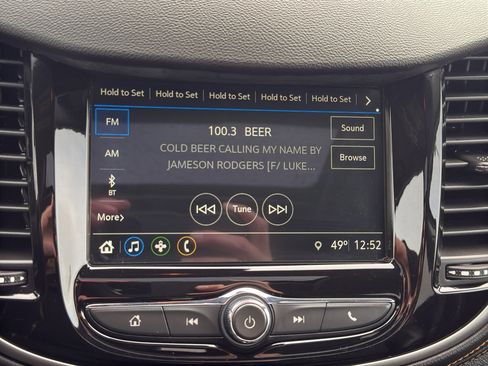 Hold to Set Hold to Set Hold to Set Hold to Set Hold to Set
FM
100.3 BEER
Sound
COLD BEER CALLING MY NAME BY
JAMESON RODGERS [F/ LUKE...
AM
Browse
BT
More
Tune
49° 12:52